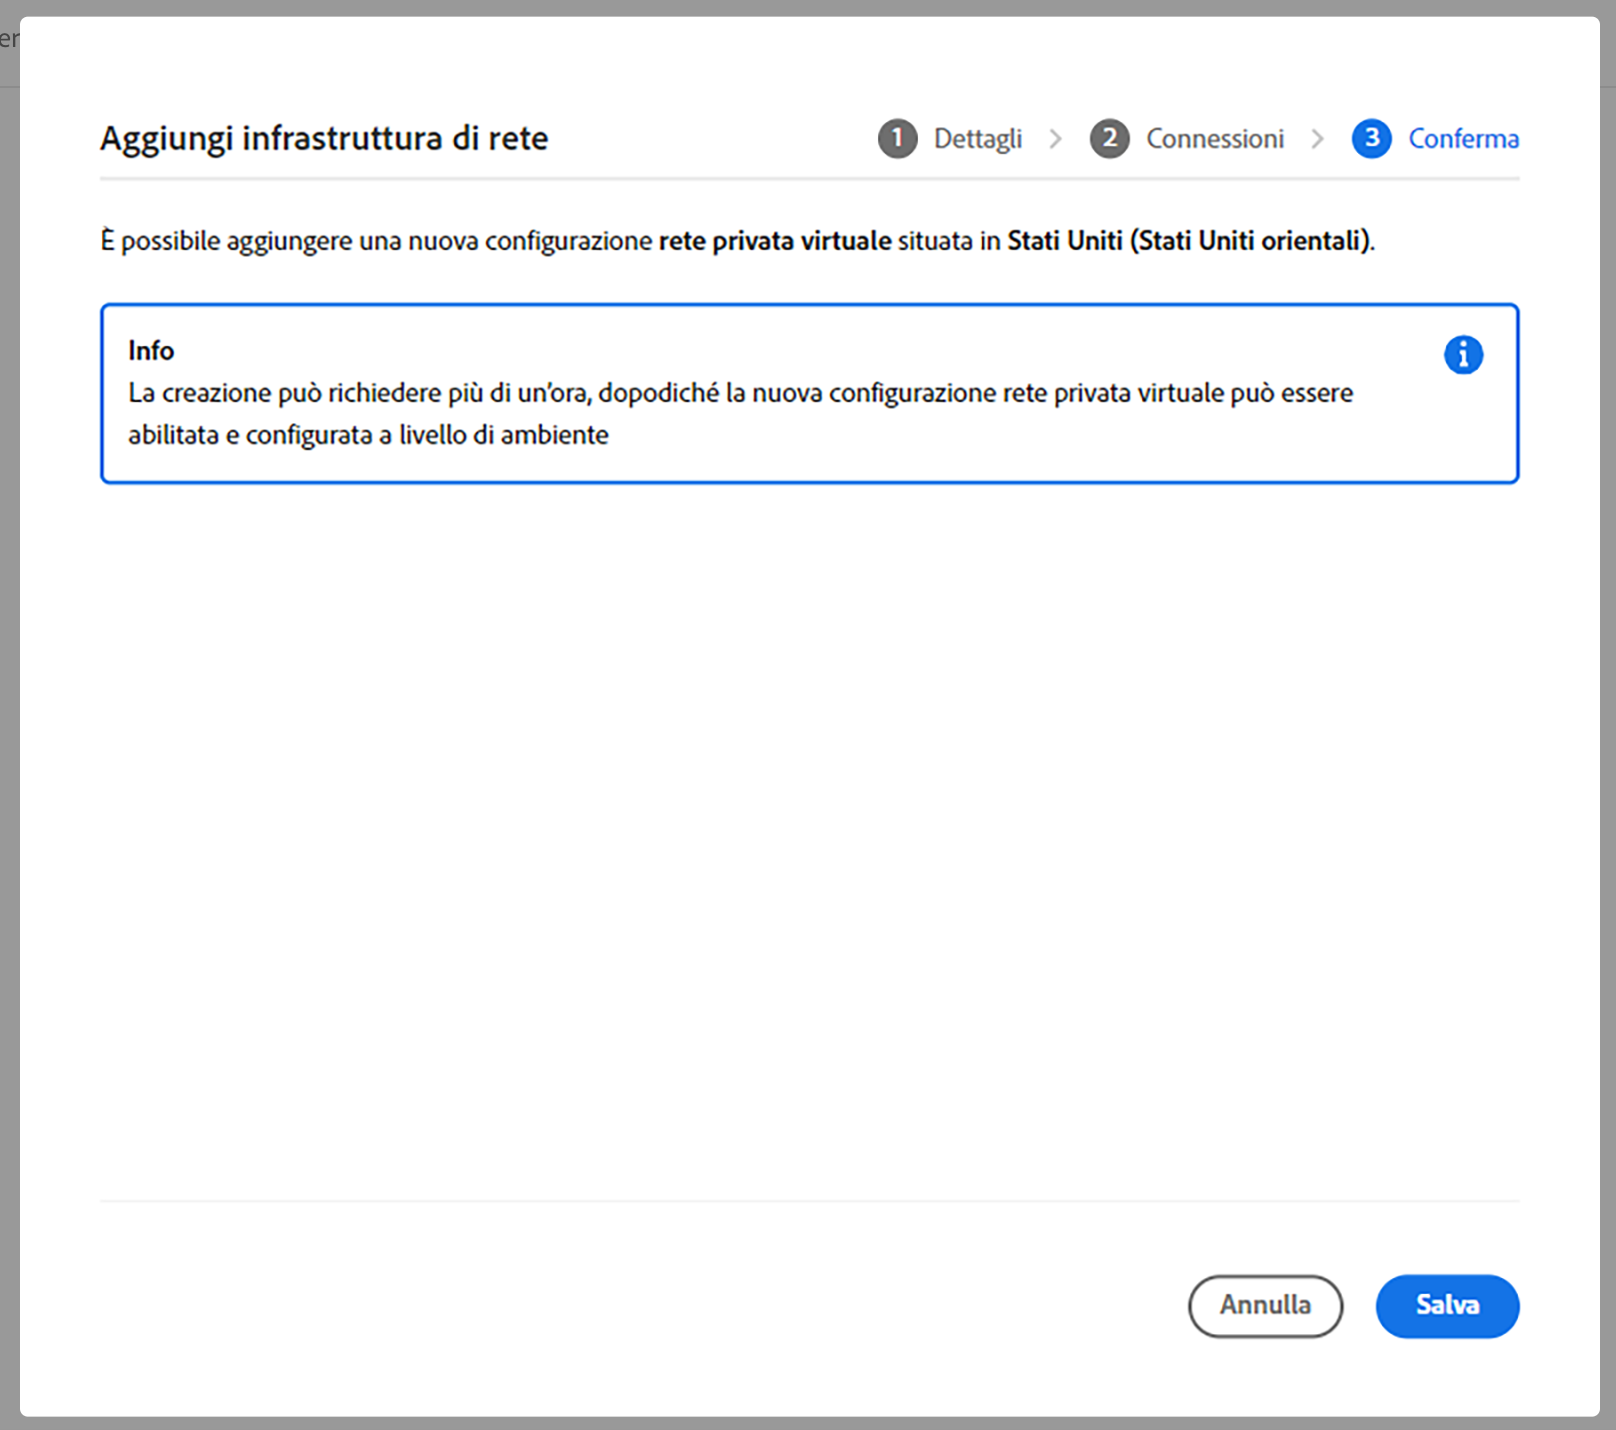 er
Aggiungi infrastruttura di rete
1 Dettagli > 2 Connessioni > 3 Conferma
È possibile aggiungere una nuova configurazione rete privata virtuale situata in Stati Uniti (Stati Uniti orientali).
Info
La creazione può richiedere più di un'ora, dopodiché la nuova configurazione rete privata virtuale può essere
abilitata e configurata a livello di ambiente
Annulla
Salva